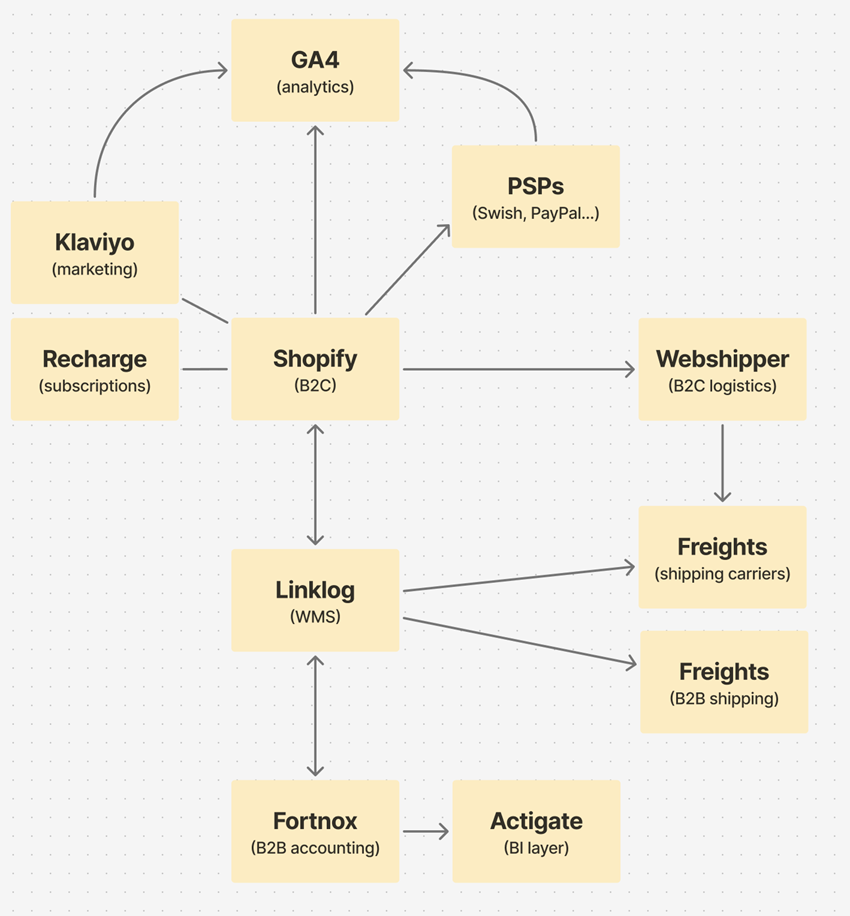 GA4
(analytics)
PSPs
(Swish, PayPal...)
Klaviyo
(marketing)
Recharge
(subscriptions)
Shopify
(B2C)
Webshipper
(B2C logistics)
Freights
(shipping carriers)
Linklog
(WMS)
Freights
(B2B shipping)
Fortnox
(B2B accounting)
Actigate
(BI layer)